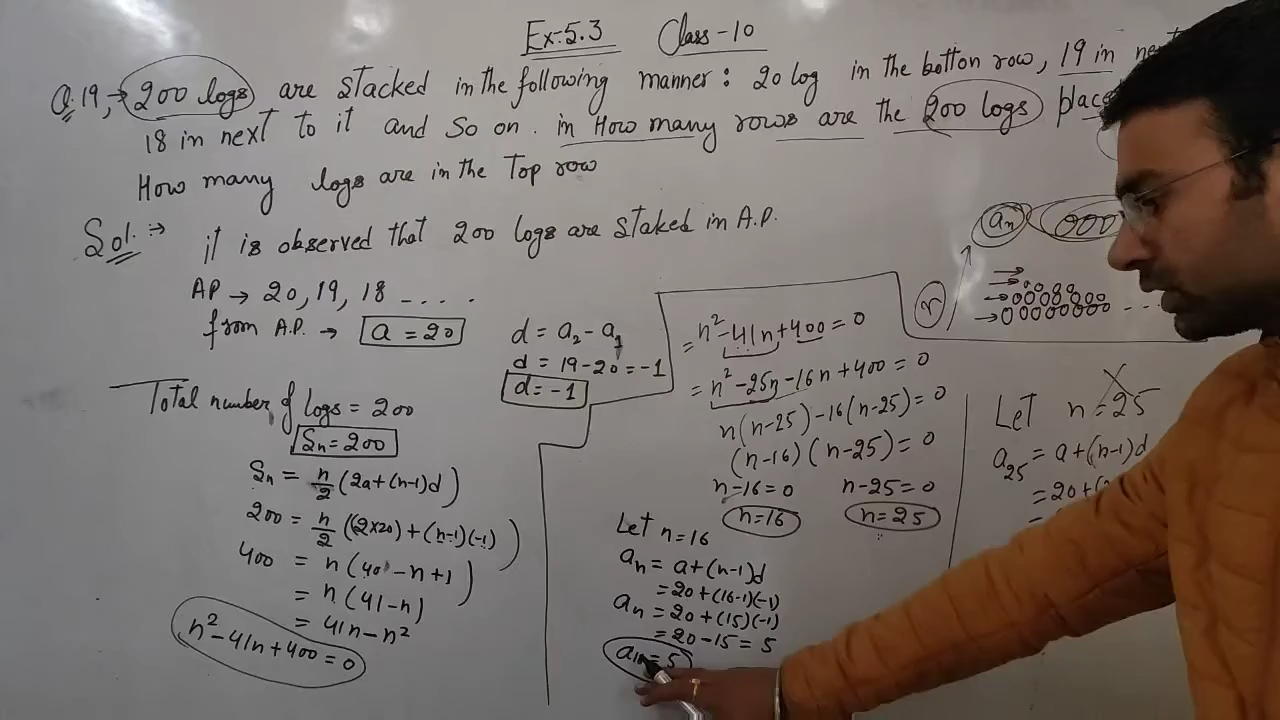 Ex:-5.3 Class-10
Q.19, → 200 logs are stacked in the following manner: 20 log in the botton row, 19 in
18 in next to it and So on. in How many rows are the 200 logs
How many logs are in the Top row
Sol. :→ it is observed that 200 logs are staked in A.P.
AP → 20, 19, 18 - - - -
from A.P. → a = 20
d = a₂ - a₁
d = 19-20 = -1
d = -1
Total number of logs = 200
Sn = 200
Sn = n/2 (2a+(n-1)d)
200 = n/2 ((2×20) + (n-1)(-1))
400 = n(40 - n + 1)
= n(41-n)
= 41n - n²
n² - 41n + 400 = 0
= n² - 41n + 400 = 0
= n² - 25n - 16n + 400 = 0
n(n-25) - 16(n-25) = 0
(n-16) (n-25) = 0
n-16 = 0 n-25 = 0
n=16 n=25
Let n=16
an = a+(n-1)d
= 20+(16-1)(-1)
an = 20+(15)(-1)
= 20-15 = 5
= 5
an
Let n=25
a₂₅ = a+(n-1)d
= 20+(